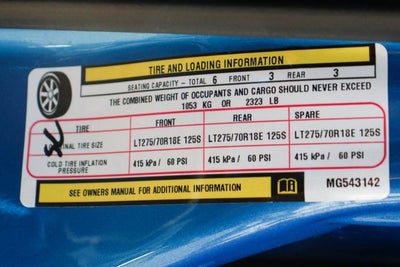 TIRE AND LOADING INFORMATION
SEATING CAPACITY - TOTAL 6 FRONT 3 REAR 3
THE COMBINED WEIGHT OF OCCUPANTS AND CARGO SHOULD NEVER EXCEED
1053 KG OR 2323 LB
TIRE FRONT REAR SPARE
TIRE SIZE LT275/70R18E 125S LT275/70R18E 125S LT275/70R18E 125S
COLD TIRE INFLATION
PRESSURE 415 kPa / 60 PSI 415 kPa / 60 PSI 415 kPa / 60 PSI
SEE OWNERS MANUAL FOR ADDITIONAL INFORMATION MG543142